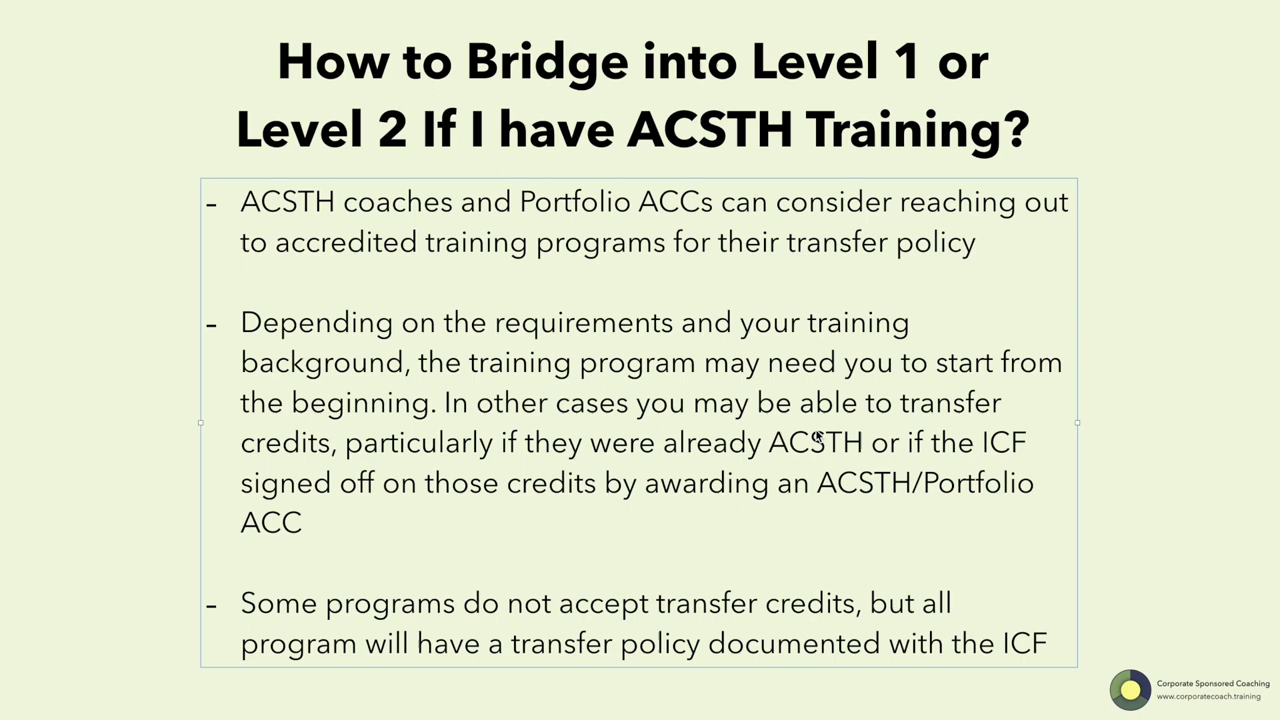 How to Bridge into Level 1 or
Level 2 If I have ACSTH Training?
- ACSTH coaches and Portfolio ACCs can consider reaching out
to accredited training programs for their transfer policy
- Depending on the requirements and your training
background, the training program may need you to start from
the beginning. In other cases you may be able to transfer
credits, particularly if they were already ACSTH or if the ICF
signed off on those credits by awarding an ACSTH/Portfolio
ACC
- Some programs do not accept transfer credits, but all
program will have a transfer policy documented with the ICF
Corporate Sponsored Coaching
www.corporatecoach.training